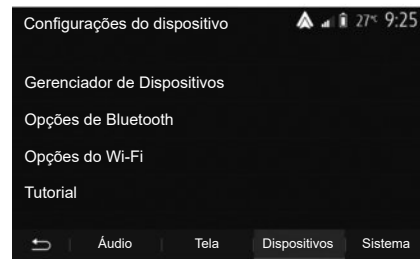 Configurações do dispositivo 27°C 9:25
Gerenciador de Dispositivos
Opções de Bluetooth
Opções do Wi-Fi
Tutorial
Áudio Tela Dispositivos Sistema